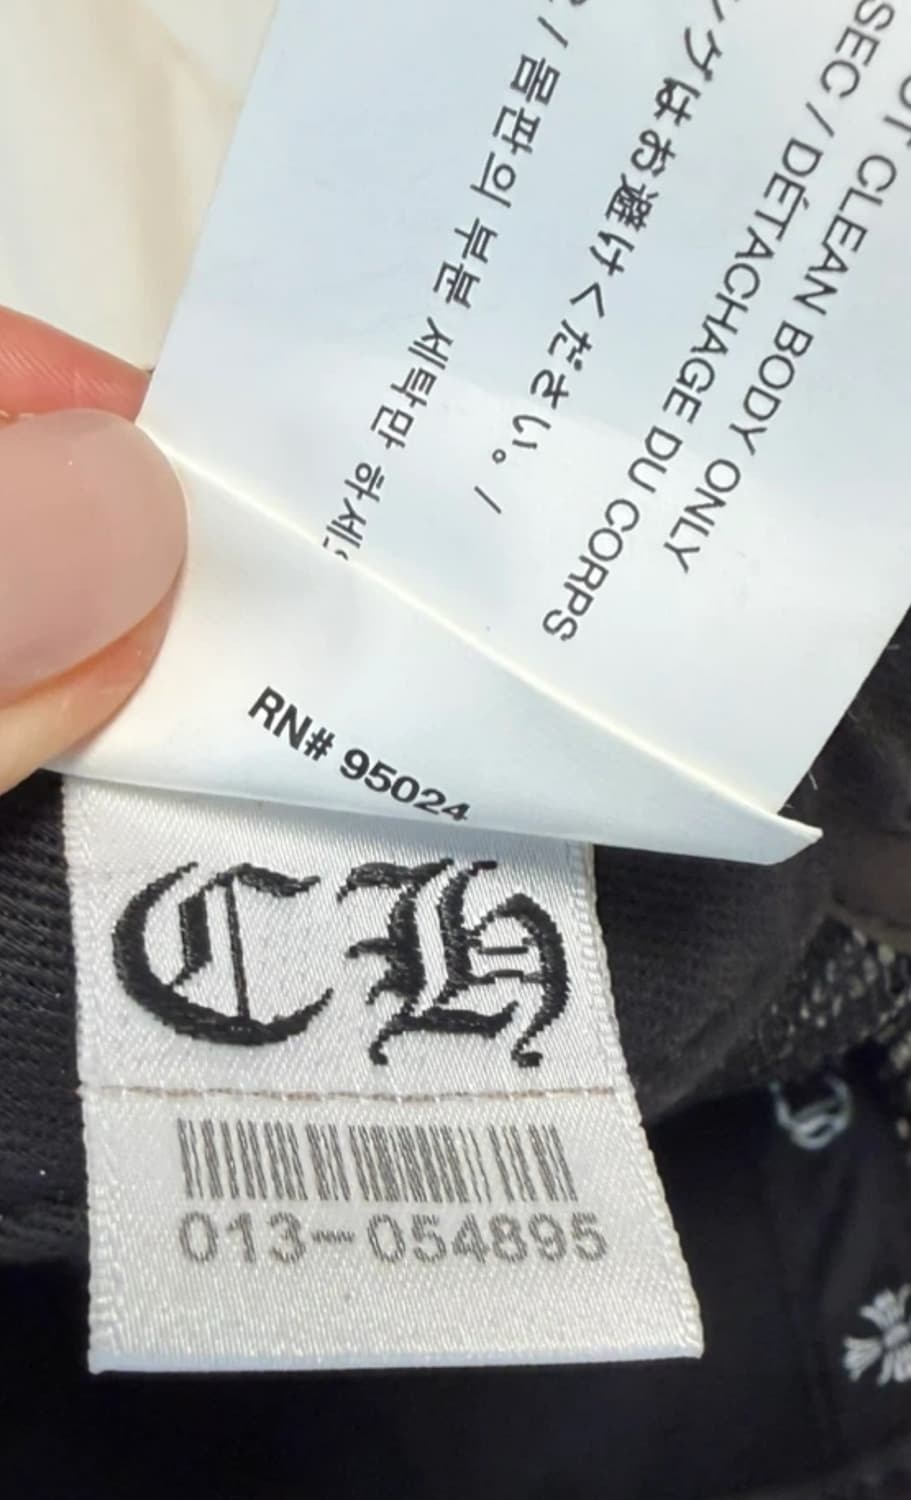 OT CLEAN BODY ONLY
SEC / DÉTACHAGE DU CORPS
ングはお避けください。 /
/ 몸판의 부분 세탁만 하세
RN# 95024
CH
013-054895